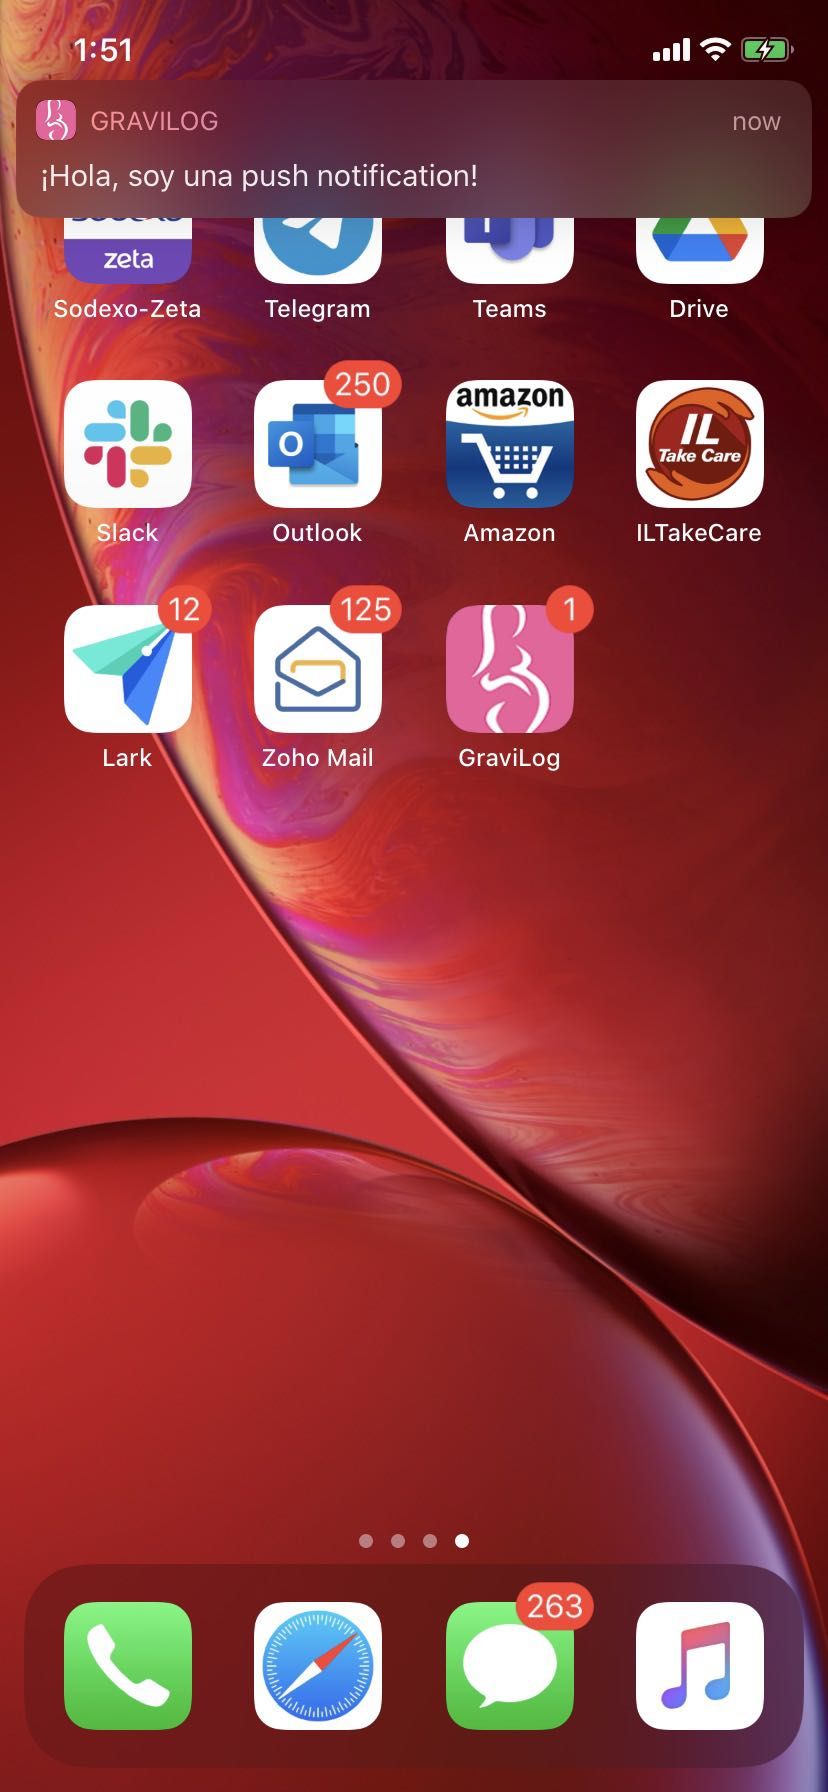 1:51
GRAVILOG
now
¡Hola, soy una push notification!
zeta
Sodexo-Zeta
Telegram
Teams
Drive
250
amazon
IL
Take Care
Slack
Outlook
Amazon
ILTakeCare
12
125
1
Lark
Zoho Mail
GraviLog
263